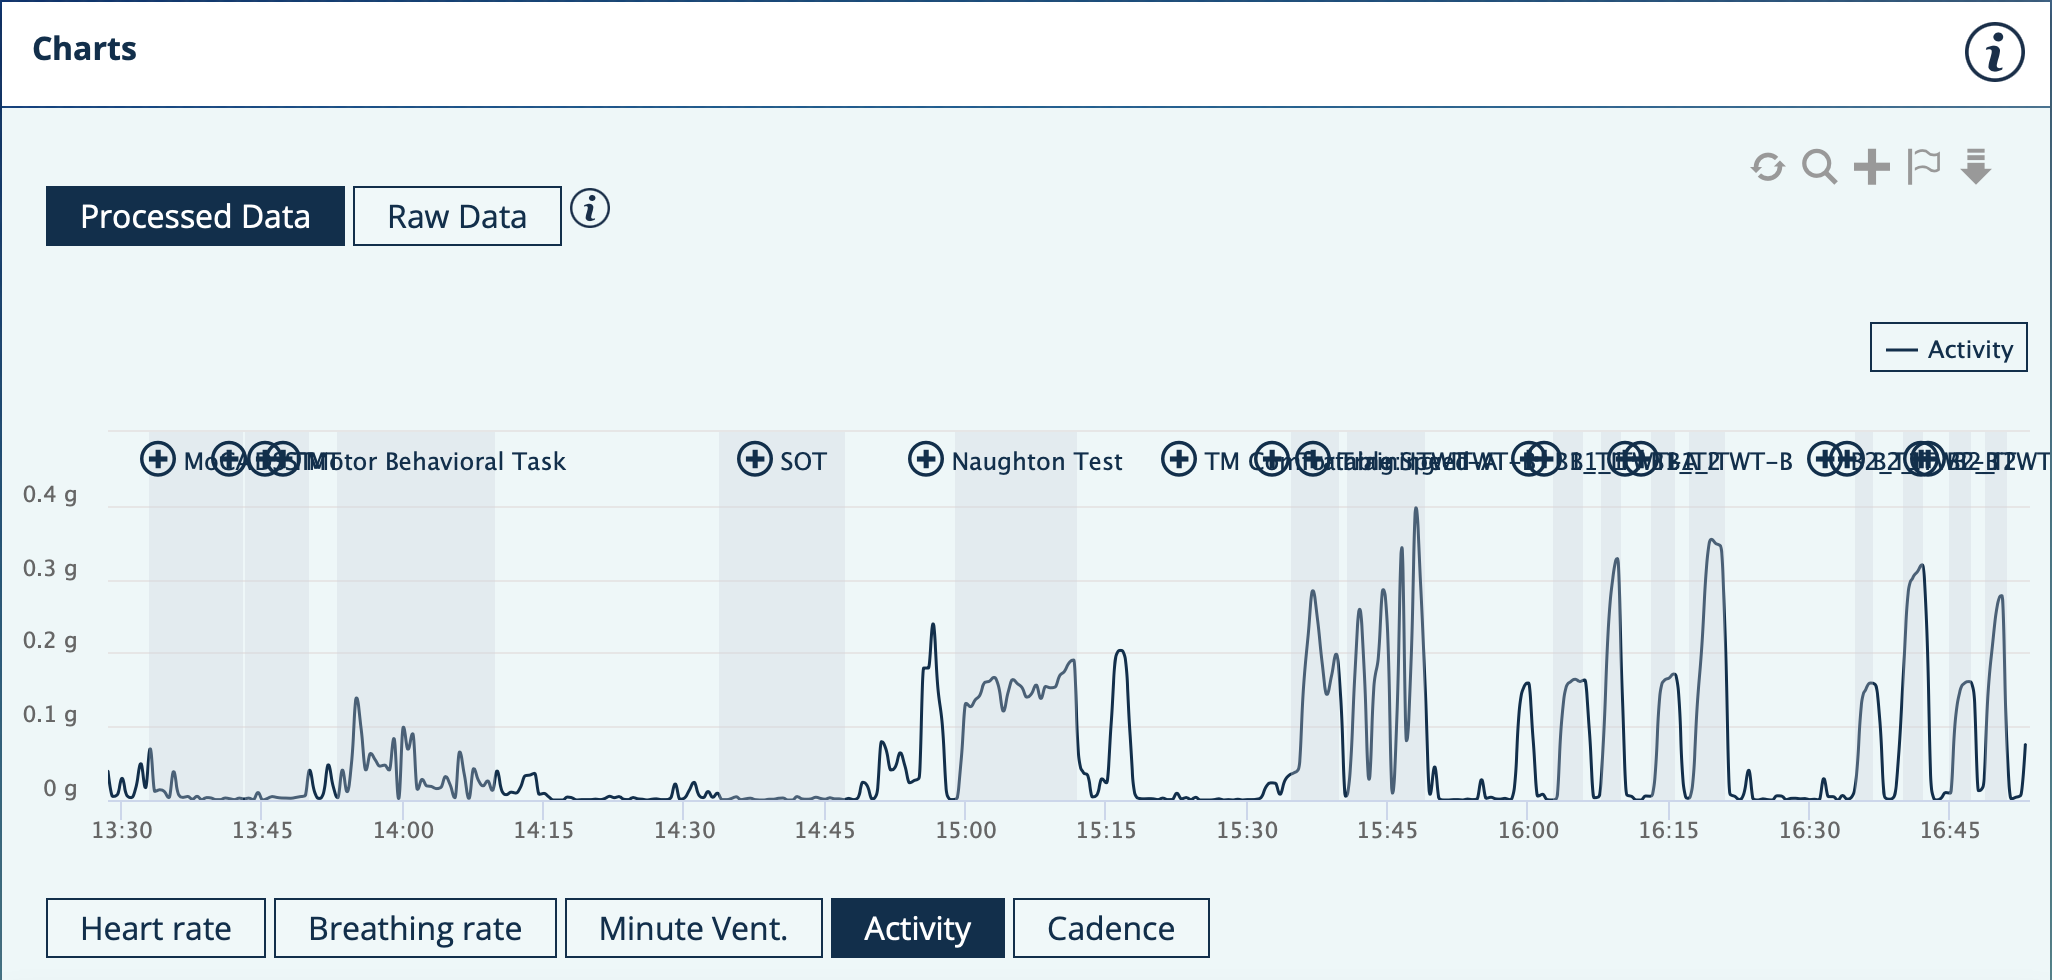 Charts
Processed Data Raw Data
Activity
Motor Behavioral Task SOT Naughton Test TM
0.4 g
0.3 g
0.2 g
0.1 g
0 g
13:30 13:45 14:00 14:15 14:30 14:45 15:00 15:15 15:30 15:45 16:00 16:15 16:30 16:45
Heart rate Breathing rate Minute Vent. Activity Cadence